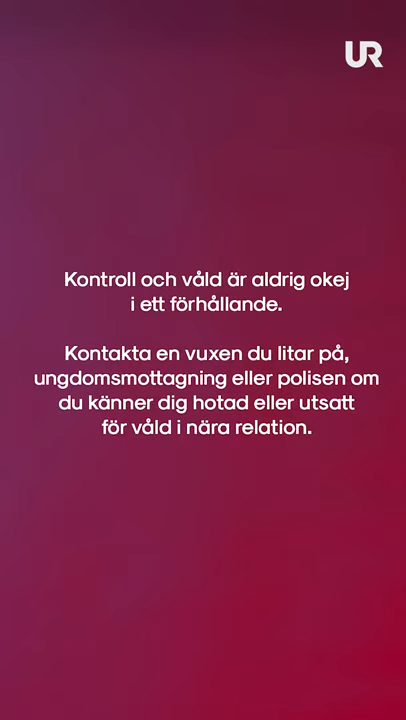 UR
Kontroll och våld är aldrig okej
i ett förhållande.
Kontakta en vuxen du litar på,
ungdomsmottagning eller polisen om
du känner dig hotad eller utsatt
för våld i nära relation.